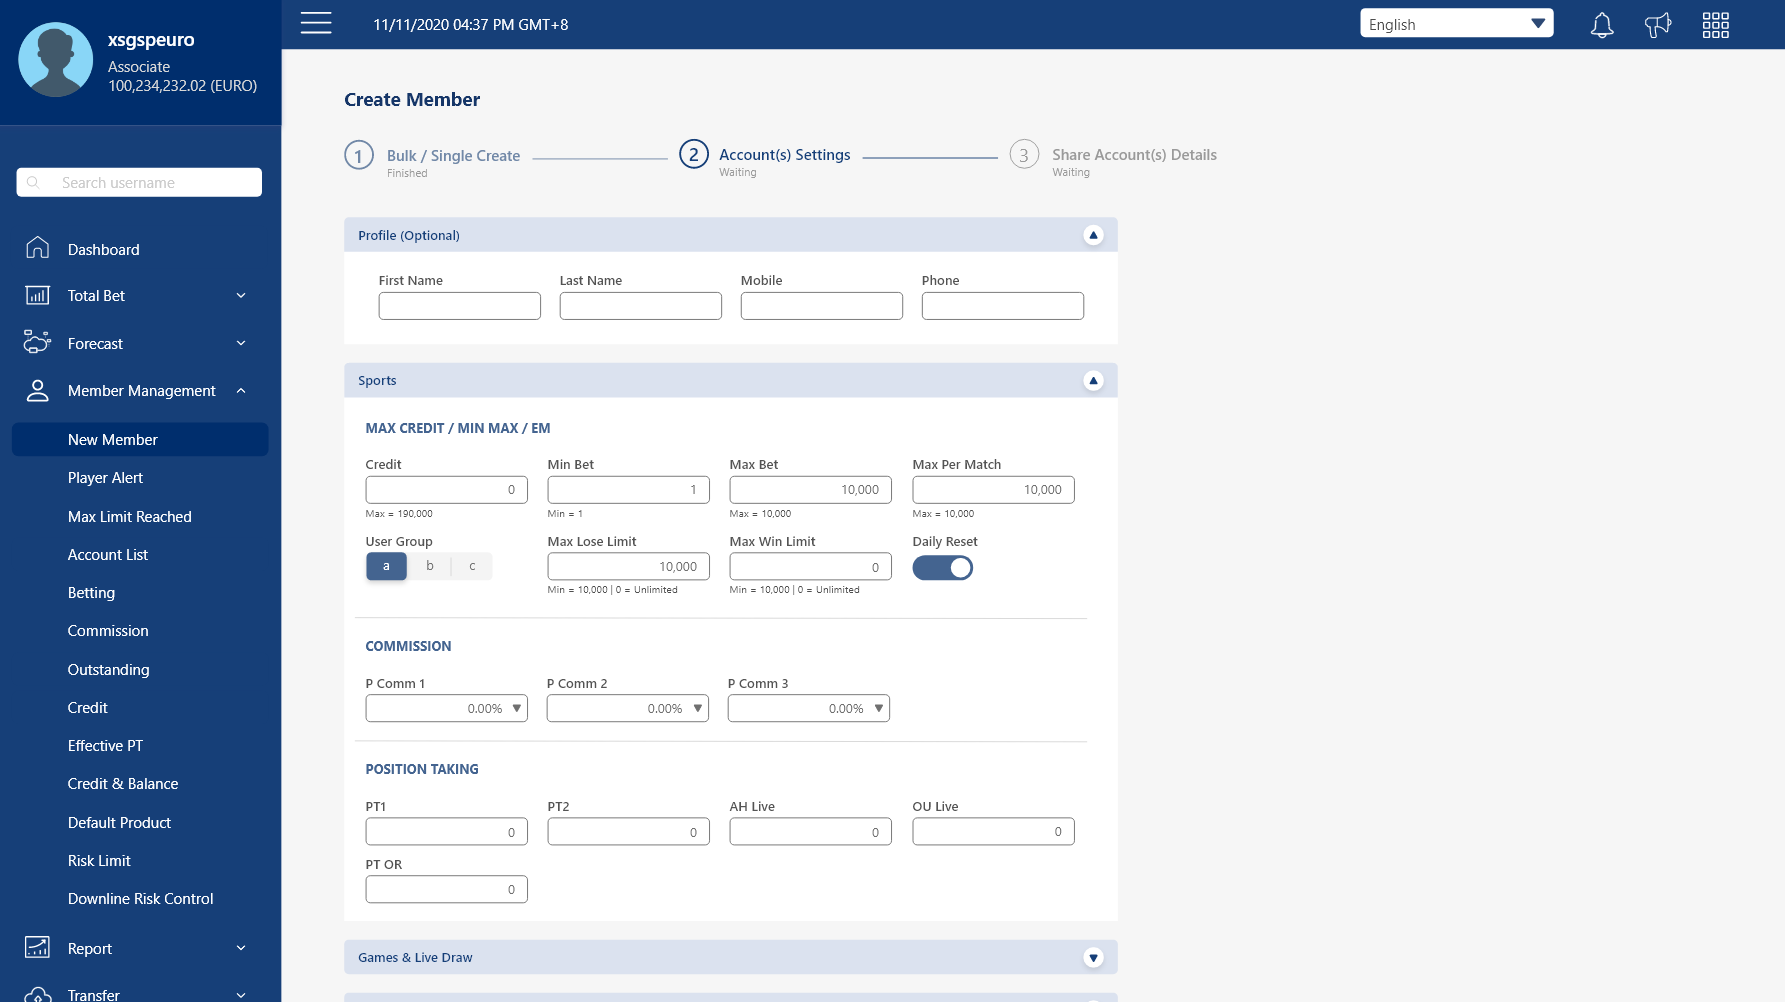 xsgspeuro
Associate
100,234,232.02 (EURO)
Search username
Dashboard
Total Bet
Forecast
Member Management
New Member
Player Alert
Max Limit Reached
Account List
Betting
Commission
Outstanding
Credit
Effective PT
Credit & Balance
Default Product
Risk Limit
Downline Risk Control
Report
Transfer
11/11/2020 04:37 PM GMT+8
English
Create Member
1 Bulk / Single Create
Finished
2 Account(s) Settings
Waiting
3 Share Account(s) Details
Waiting
Profile (Optional)
First Name Last Name Mobile Phone
Sports
MAX CREDIT / MIN MAX / EM
Credit Min Bet Max Bet Max Per Match
0 1 10,000 10,000
Max = 190,000 Min = 1 Max = 10,000 Max = 10,000
User Group Max Lose Limit Max Win Limit Daily Reset
a b c 10,000 0
Min = 10,000 | 0 = Unlimited Min = 10,000 | 0 = Unlimited
COMMISSION
P Comm 1 P Comm 2 P Comm 3
0.00% 0.00% 0.00%
POSITION TAKING
PT1 PT2 AH Live OU Live
0 0 0 0
PT OR
0
Games & Live Draw